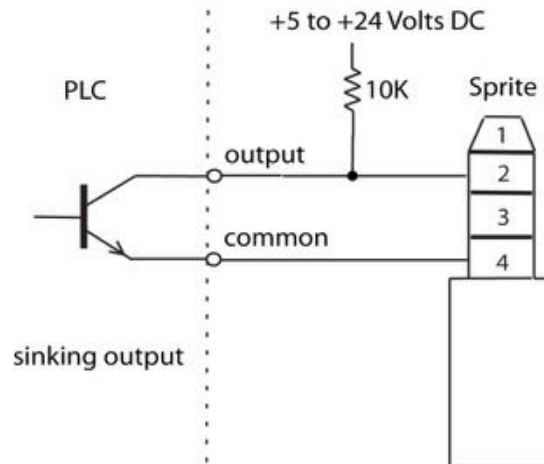 +5 to +24 Volts DC
PLC
10K
Sprite
output
1
2
3
common
4
sinking output